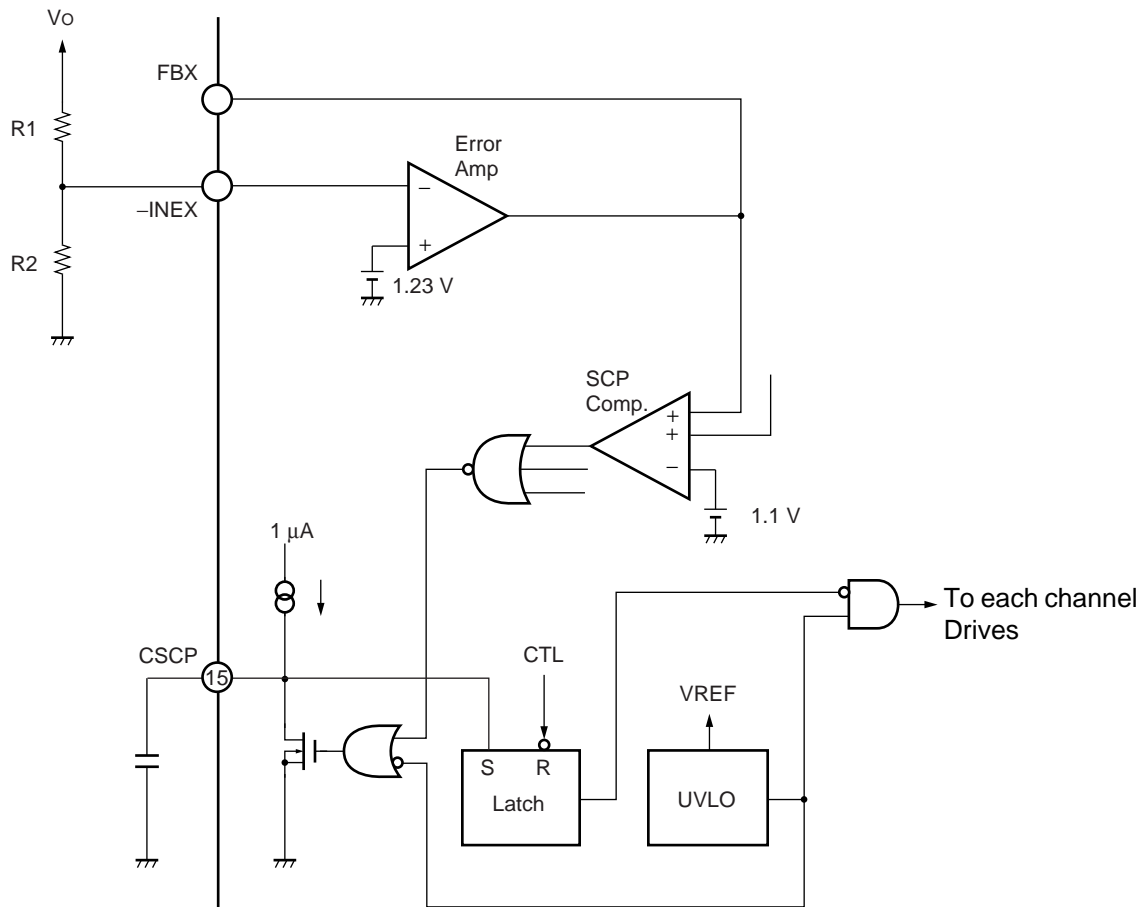 Vo
FBX
R1
Error
Amp
−
−INEX
+
R2
1.23 V
SCP
Comp.
+
+
−
1.1 V
1 μA
To each channel
Drives
CSCP
15
CTL
VREF
S R
Latch
UVLO